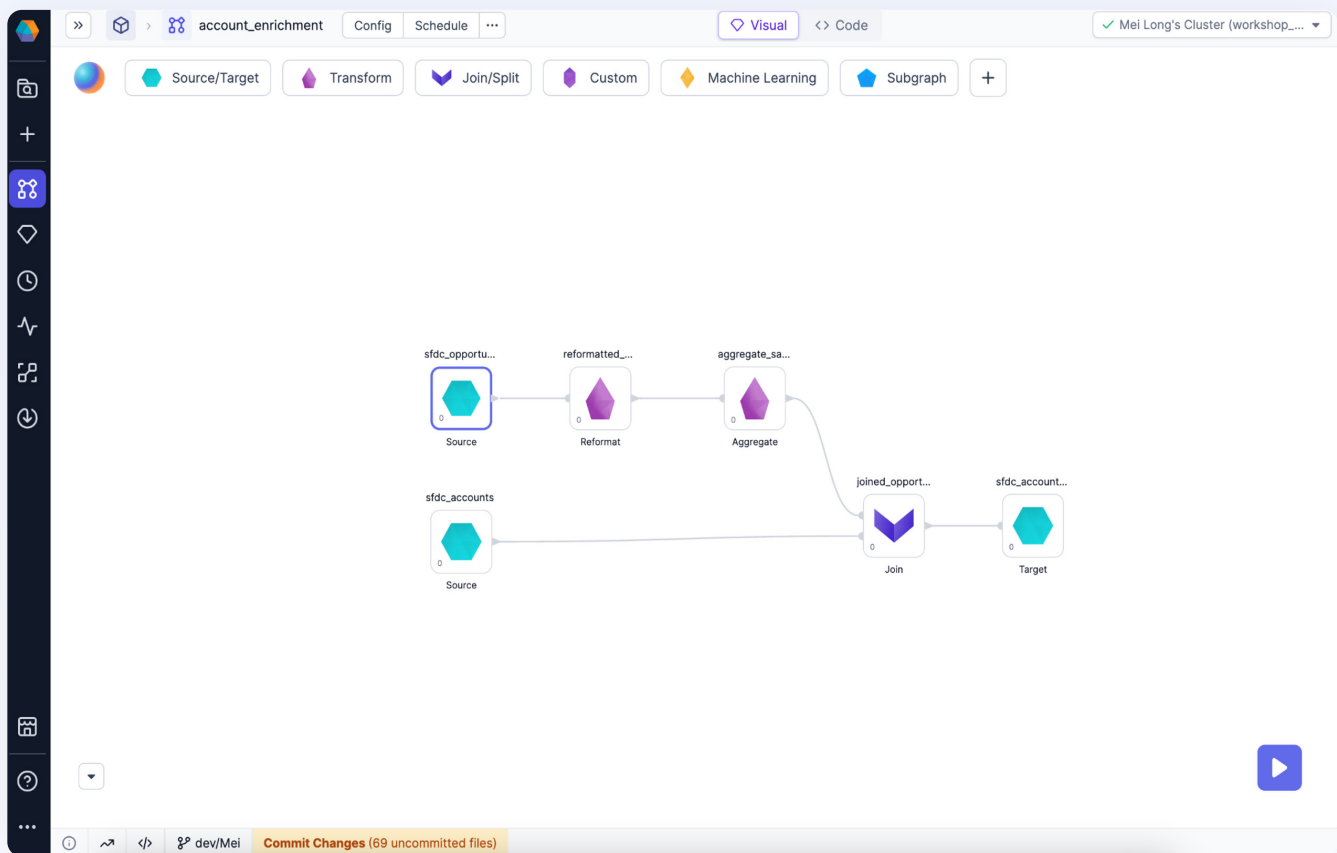 account_enrichment
Config
Schedule
...
Visual
<> Code
Mei Long's Cluster (workshop_...
Source/Target
Transform
Join/Split
Custom
Machine Learning
Subgraph
sfdc_opportu...
reformatted_...
aggregate_sa...
0
0
0
Source
Reformat
Aggregate
sfdc_accounts
joined_opport...
sfdc_account...
0
0
0
Source
Join
Target
dev/Mei
Commit Changes (69 uncommitted files)